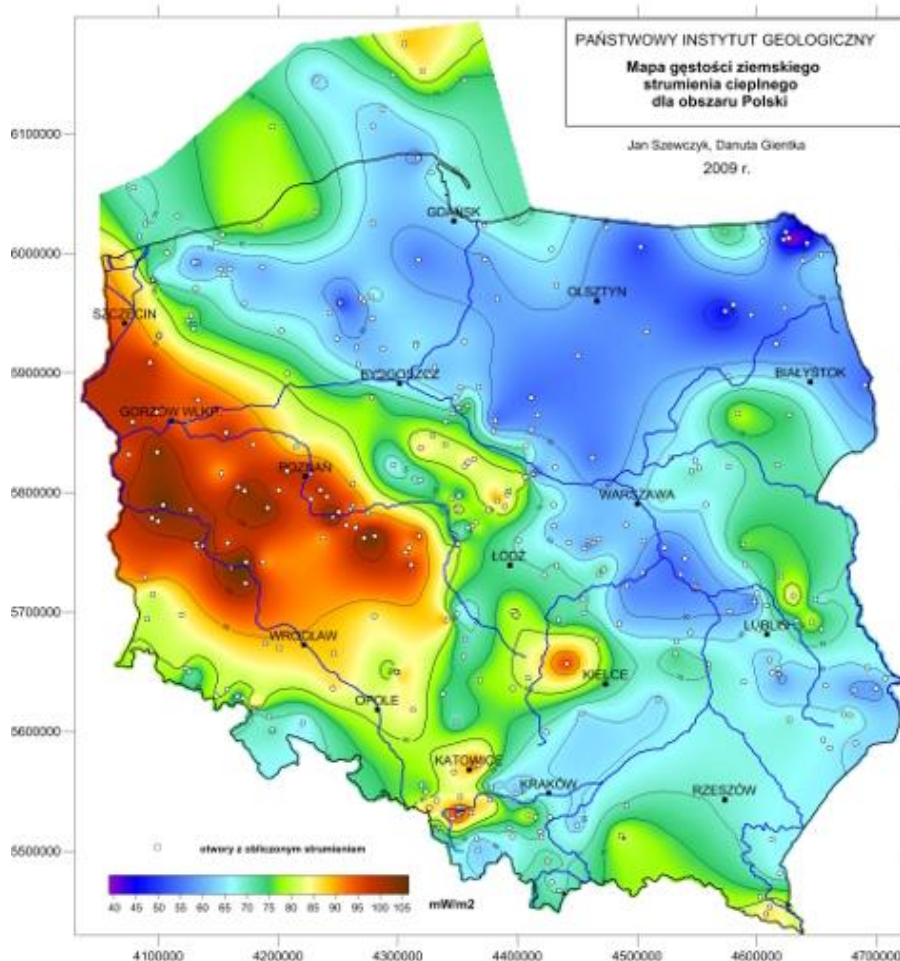 PAŃSTWOWY INSTYTUT GEOLOGICZNY
Mapa gęstości ziemskiego
strumienia cieplnego
dla obszaru Polski
Jan Szewczyk, Danuta Gientka
2009 r.
6100000
GDAŃSK
6000000
OLSZTYN
SZCZECIN
5900000
BYDGOSZCZ
BIAŁYSTOK
GORZÓW WLKP.
POZNAŃ
5800000
WARSZAWA
ŁÓDŹ
5700000
LUBLIN
WROCŁAW
KIELCE
OPOLE
5600000
KATOWICE
KRAKÓW
RZESZÓW
5500000
otwory z obliczonym strumieniem
40 45 50 55 60 65 70 75 80 85 90 95 100 105 mW/m2
4100000 4200000 4300000 4400000 4500000 4600000 4700000